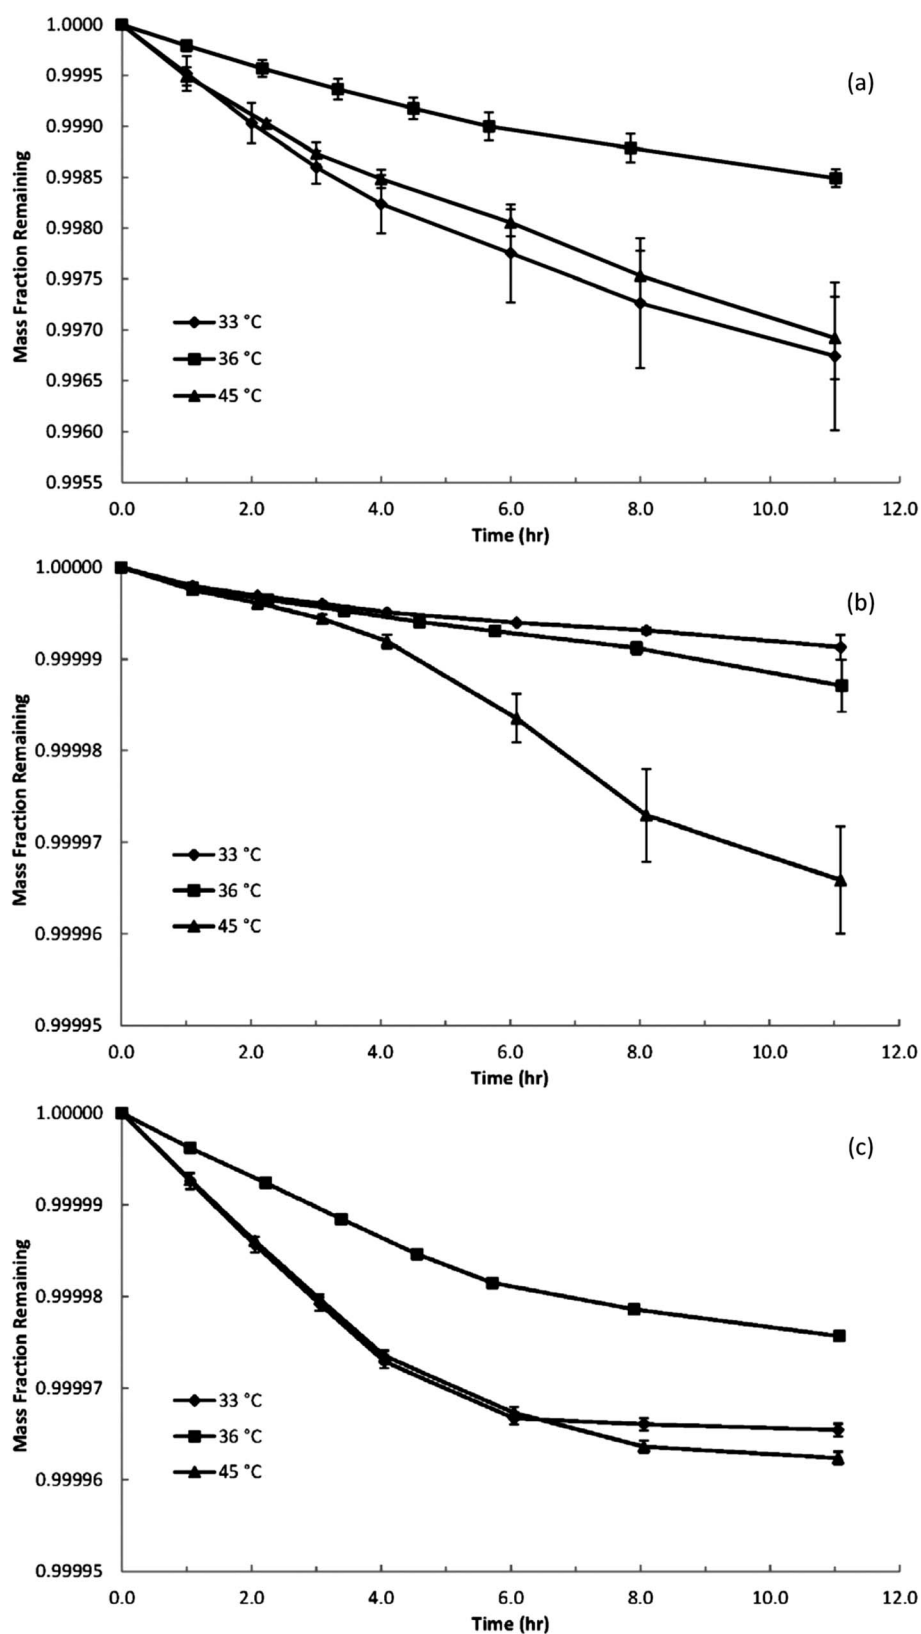 1.0000
0.9995
0.9990
0.9985
0.9980
0.9975
0.9970
0.9965
0.9960
0.9955
Mass Fraction Remaining
(a)
33 °C
36 °C
45 °C
0.0 2.0 4.0 6.0 8.0 10.0 12.0
Time (hr)
1.00000
0.99999
0.99998
0.99997
0.99996
0.99995
Mass Fraction Remaining
(b)
33 °C
36 °C
45 °C
0.0 2.0 4.0 6.0 8.0 10.0 12.0
Time (hr)
1.00000
0.99999
0.99998
0.99997
0.99996
0.99995
Mass Fraction Remaining
(c)
33 °C
36 °C
45 °C
0.0 2.0 4.0 6.0 8.0 10.0 12.0
Time (hr)